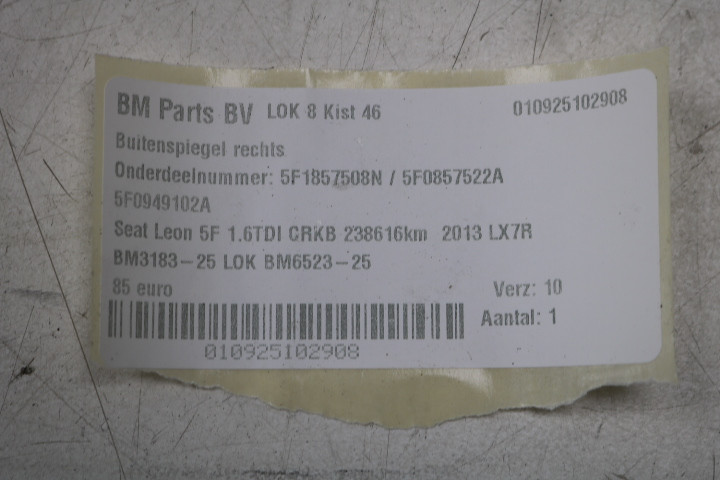 BM Parts BV LOK 8 Kist 46 010925102908
Buitenspiegel rechts
Onderdeelnummer: 5F1857508N / 5F0857522A
5F0949102A
Seat Leon 5F 1.6TDI CRKB 238616km 2013 LX7R
BM3183-25 LOK BM6523-25
85 euro Verz: 10
Aantal: 1
010925102908